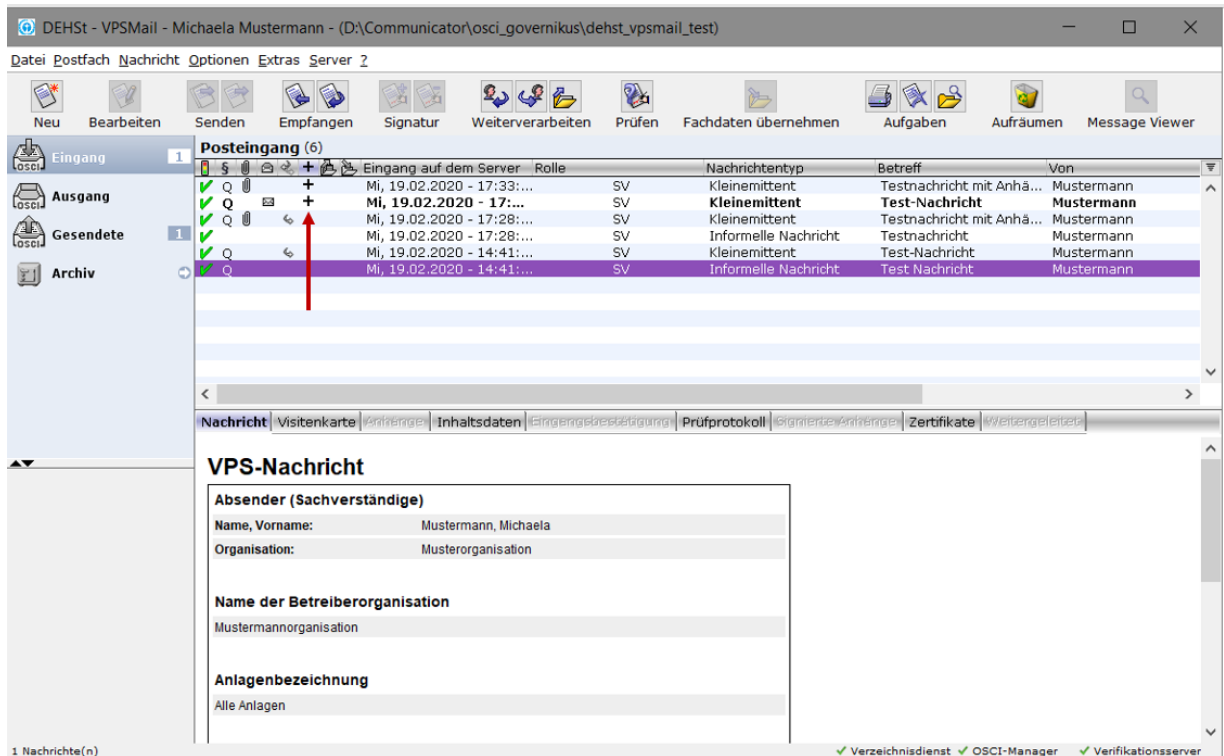 DEHSt - VPSMail - Michaela Mustermann - (D:\Communicator\osci_governikus\dehst_vpsmail_test)
Datei Postfach Nachricht Optionen Extras Server ?
Neu Bearbeiten Senden Empfangen Signatur Weiterverarbeiten Prüfen Fachdaten übernehmen Aufgaben Aufräumen Message Viewer
osci Eingang 1
osci Ausgang
osci Gesendete 1
Archiv
Posteingang (6)
§ + Eingang auf dem Server Rolle Nachrichtentyp Betreff Von
Q + Mi, 19.02.2020 - 17:33:... SV Kleinemittent Testnachricht mit Anhä... Mustermann
Q + Mi, 19.02.2020 - 17:... SV Kleinemittent Test-Nachricht Mustermann
Q Mi, 19.02.2020 - 17:28:... SV Kleinemittent Testnachricht mit Anhä... Mustermann
Mi, 19.02.2020 - 17:28:... SV Informelle Nachricht Testnachricht Mustermann
Q Mi, 19.02.2020 - 14:41:... SV Kleinemittent Test-Nachricht Mustermann
Q Mi, 19.02.2020 - 14:41:... SV Informelle Nachricht Test Nachricht Mustermann
Nachricht Visitenkarte Anhänge Inhaltsdaten Eingangsbestätigung Prüfprotokoll Signierte Anhänge Zertifikate Weitergeleitet
VPS-Nachricht
Absender (Sachverständige)
Name, Vorname: Mustermann, Michaela
Organisation: Musterorganisation
Name der Betreiberorganisation
Mustermannorganisation
Anlagenbezeichnung
Alle Anlagen
1 Nachrichte(n) Verzeichnisdienst OSCI-Manager Verifikationsserver